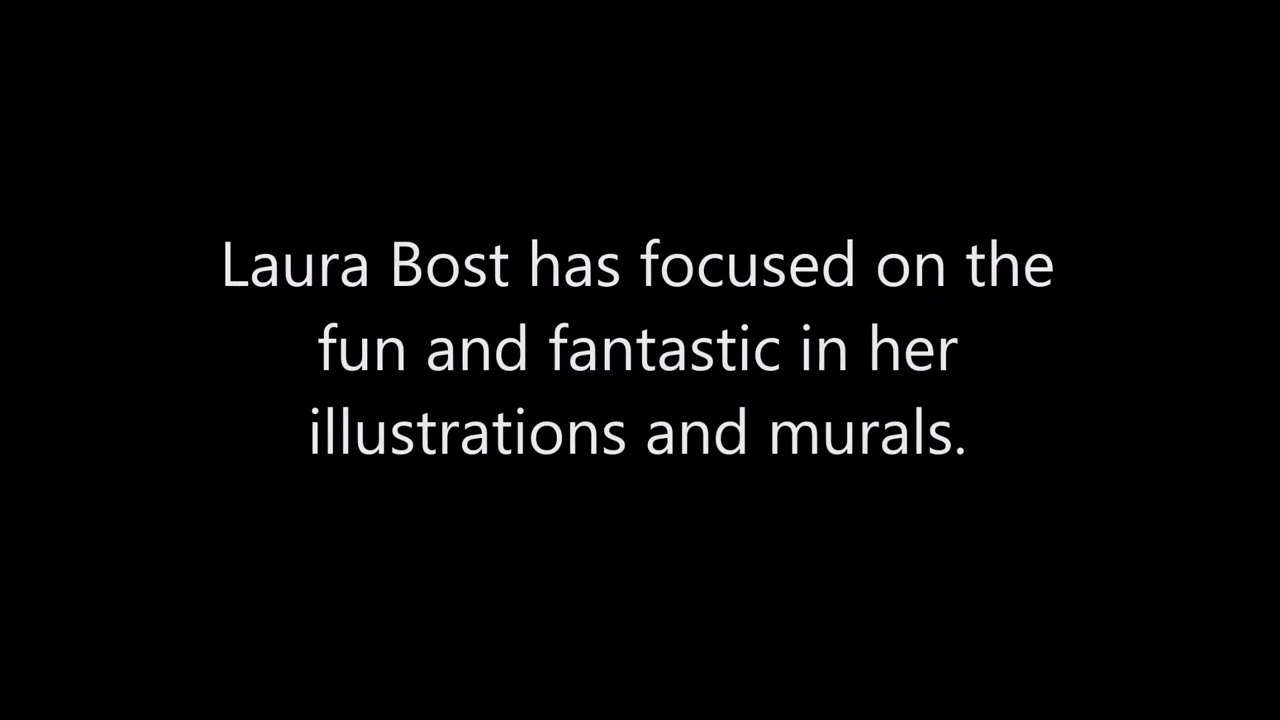 Laura Bost has focused on the
fun and fantastic in her
illustrations and murals.